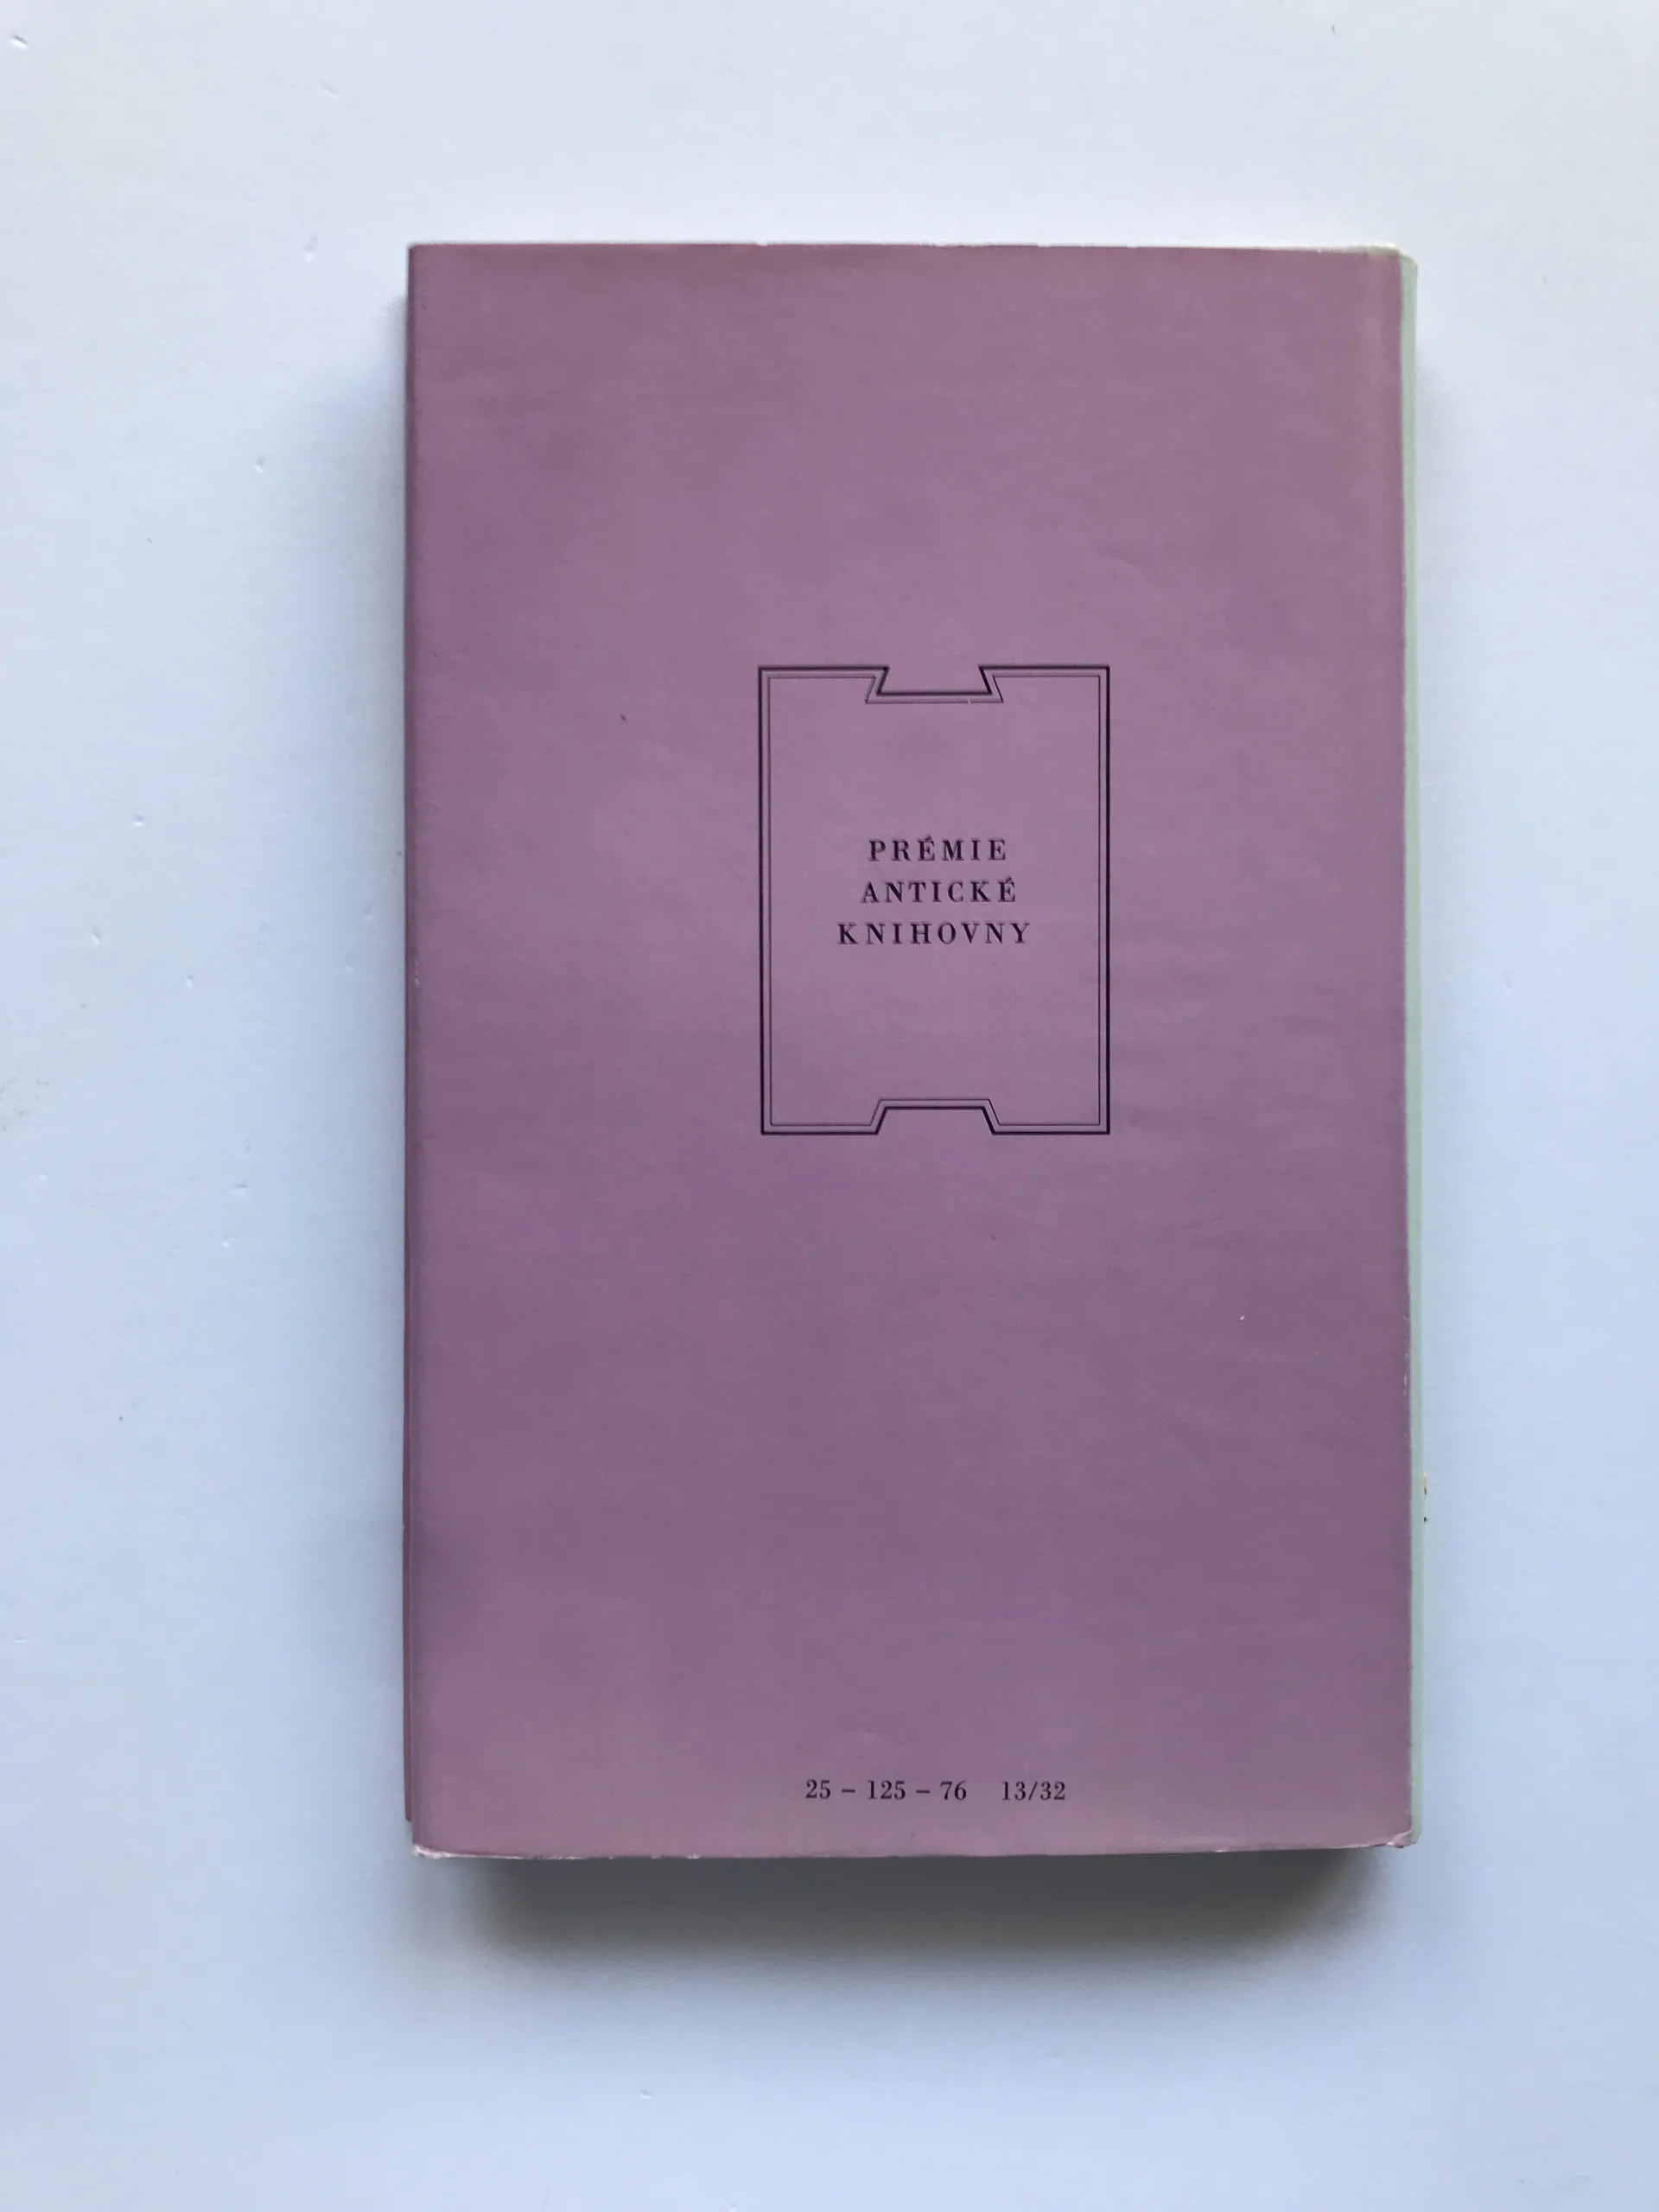 PRÉMIE
ANTICKÉ
KNIHOVNY
25 – 125 – 76 13/32